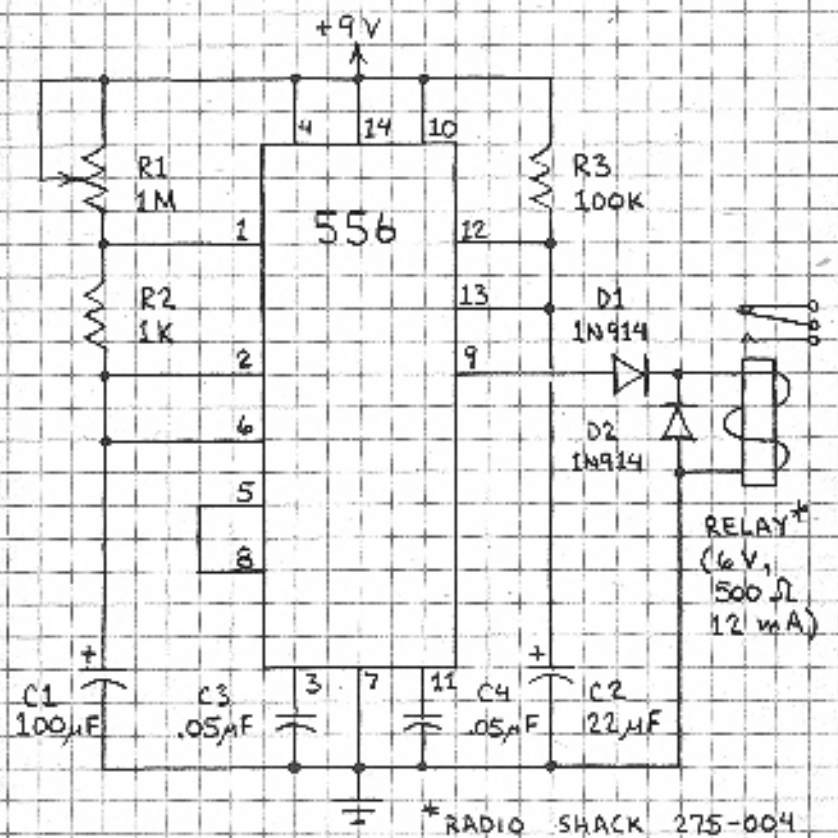 +9V
4 14 10
R1
1M
R3
100K
556
1
12
R2
1K
13
D1
1N914
2
9
6
D2
1N914
5
8
RELAY*
(6V,
500 Ω
12 mA)
+
+
3 7 11
C1
100µF
C3
.05µF
C4
.05µF
C2
22µF
*RADIO SHACK 275-004